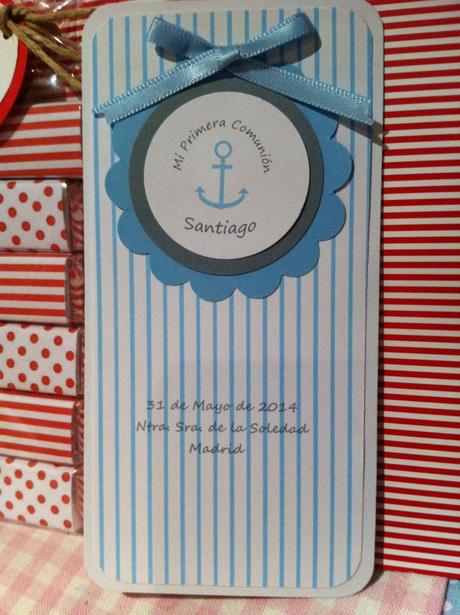 Mi Primera Comunión
Santiago
31 de Mayo de 2014
Ntra. Sra. de la Soledad
Madrid